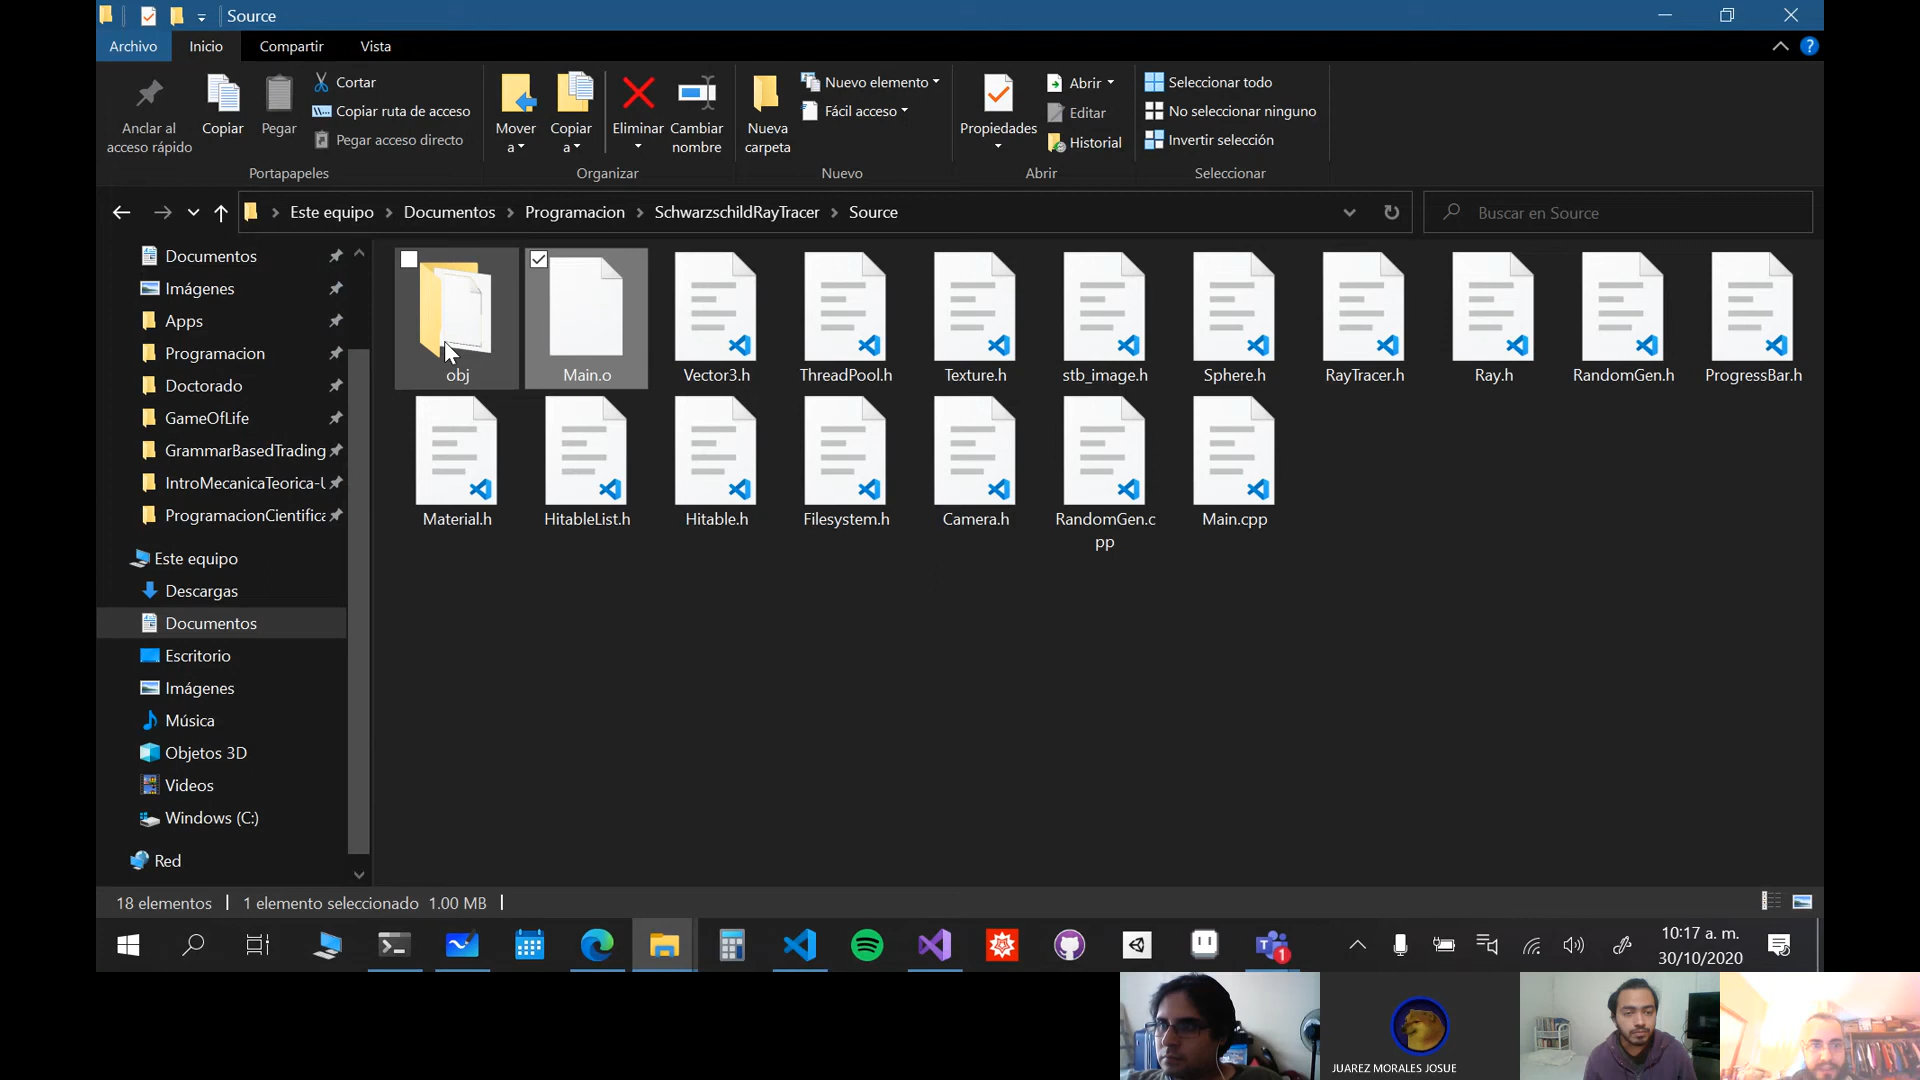 Source
Archivo Inicio Compartir Vista
Anclar al
acceso rápido
Copiar
Pegar
Cortar
Copiar ruta de acceso
Pegar acceso directo
Mover
a
Copiar
a
Eliminar
Cambiar
nombre
Nueva
carpeta
Nuevo elemento
Fácil acceso
Propiedades
Abrir
Editar
Historial
Seleccionar todo
No seleccionar ninguno
Invertir selección
Portapapeles Organizar Nuevo Abrir Seleccionar
Este equipo Documentos Programacion SchwarzschildRayTracer Source
Buscar en Source
Documentos
Imágenes
Apps
Programacion
Doctorado
GameOfLife
GrammarBasedTrading
IntroMecanicaTeorica-
ProgramacionCientifica
Este equipo
Descargas
Documentos
Escritorio
Imágenes
Música
Objetos 3D
Videos
Windows (C:)
Red
obj Main.o Vector3.h ThreadPool.h Texture.h stb_image.h Sphere.h RayTracer.h Ray.h RandomGen.h ProgressBar.h
Material.h HitableList.h Hitable.h Filesystem.h Camera.h RandomGen.c
pp
Main.cpp
18 elementos 1 elemento seleccionado 1.00 MB
1
10:17 a. m.
30/10/2020
JUAREZ MORALES JOSUE